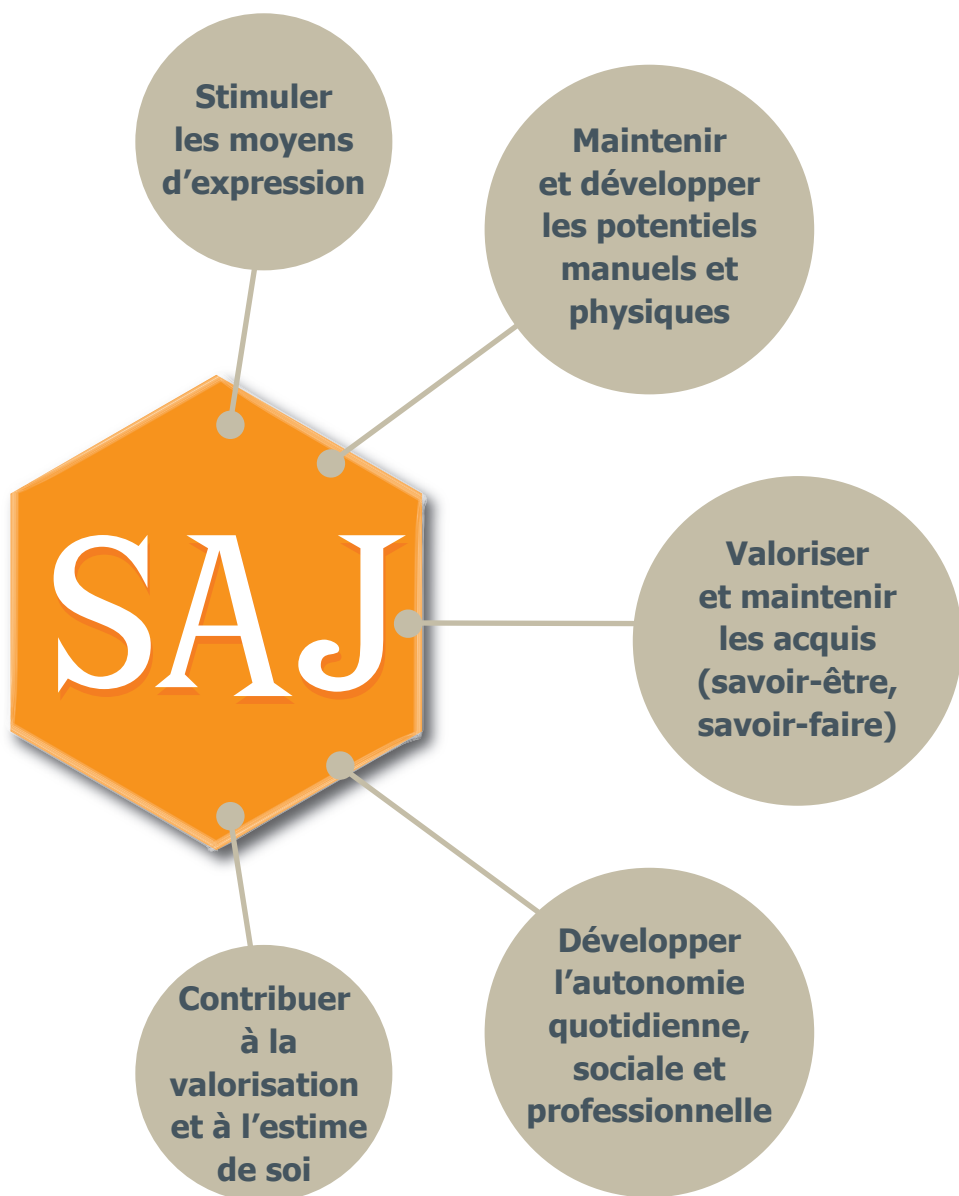 Stimuler
les moyens
d’expression
Maintenir
et développer
les potentiels
manuels et
physiques
SAJ
Valoriser
et maintenir
les acquis
(savoir-être,
savoir-faire)
Développer
l’autonomie
quotidienne,
sociale et
professionnelle
Contribuer
à la
valorisation
et à l’estime
de soi